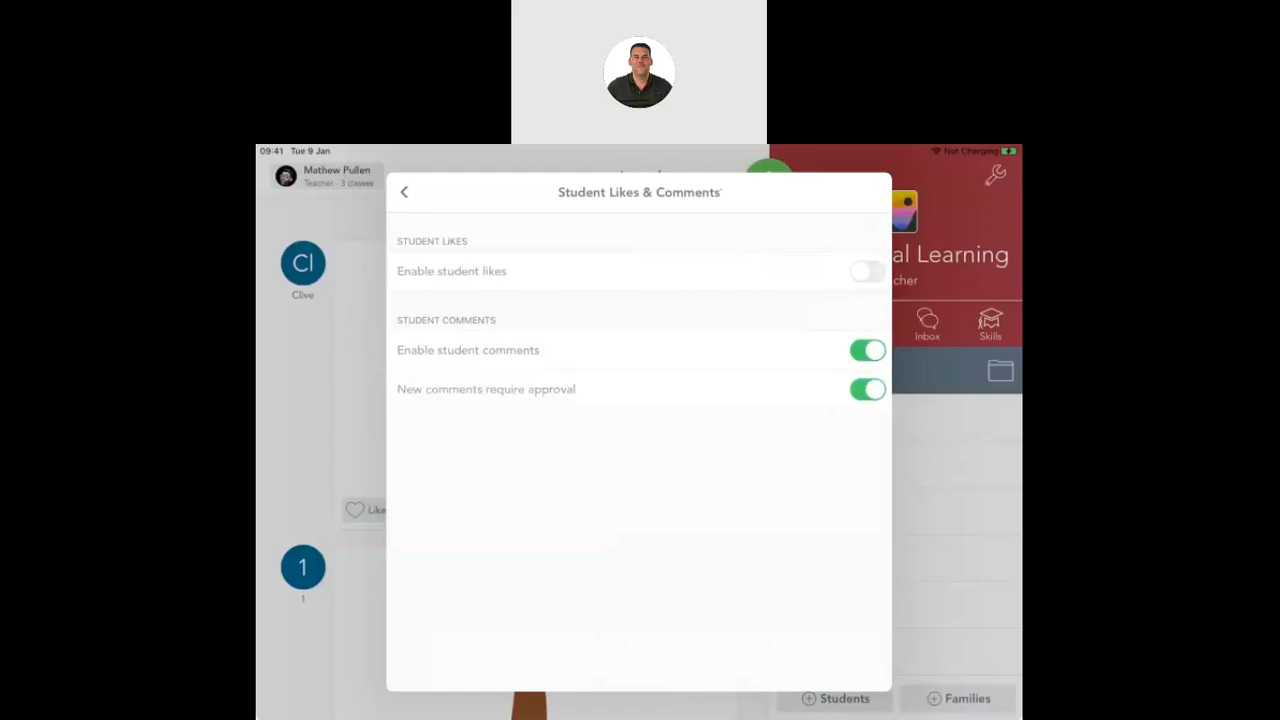 09:41 Tue 9 Jan
Not Charging
Mathew Pullen
Teacher - 3 classes
Student Likes & Comments
al Learning
cher
STUDENT LIKES
Enable student likes
Cl
Clive
STUDENT COMMENTS
Inbox
Skills
Enable student comments
New comments require approval
Like
1
1
+ Students
+ Families